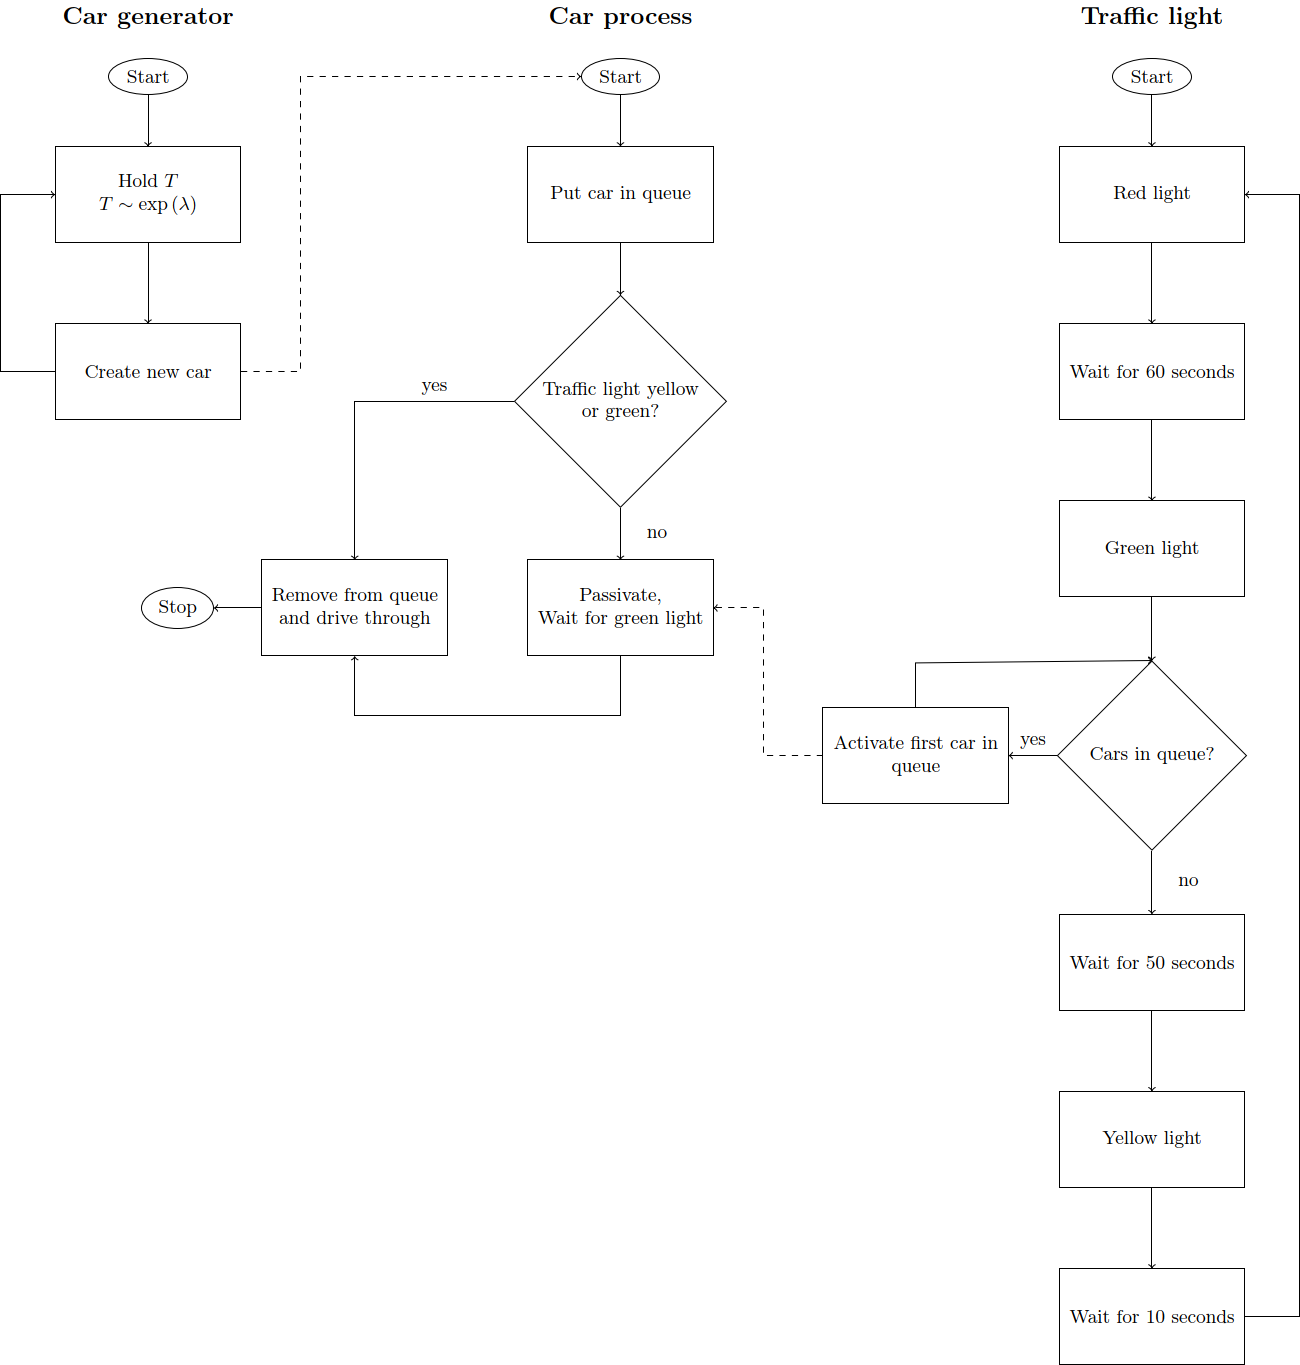 Car generator
Start
Hold T
T ∼ exp (λ)
Create new car
Car process
Start
Put car in queue
Traffic light yellow
or green?
yes
no
Remove from queue
and drive through
Stop
Passivate,
Wait for green light
Traffic light
Start
Red light
Wait for 60 seconds
Green light
Cars in queue?
yes
Activate first car in
queue
no
Wait for 50 seconds
Yellow light
Wait for 10 seconds